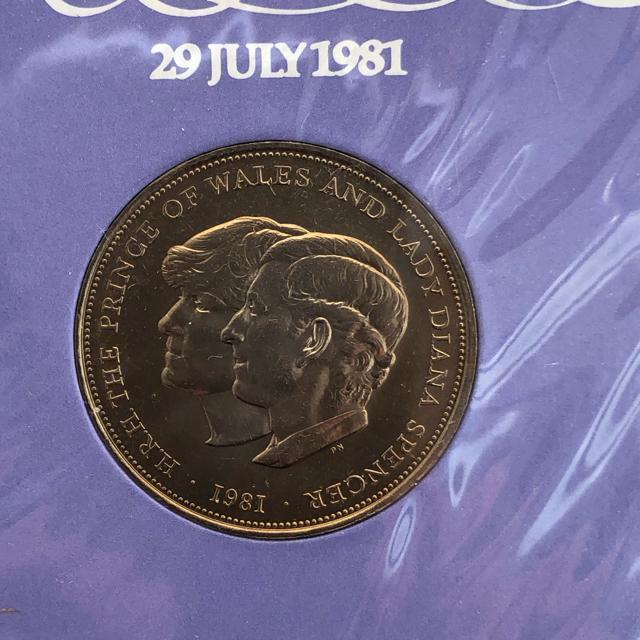 29 JULY 1981
H.R.H. THE PRINCE OF WALES AND LADY DIANA SPENCER
· 1981 ·
PN